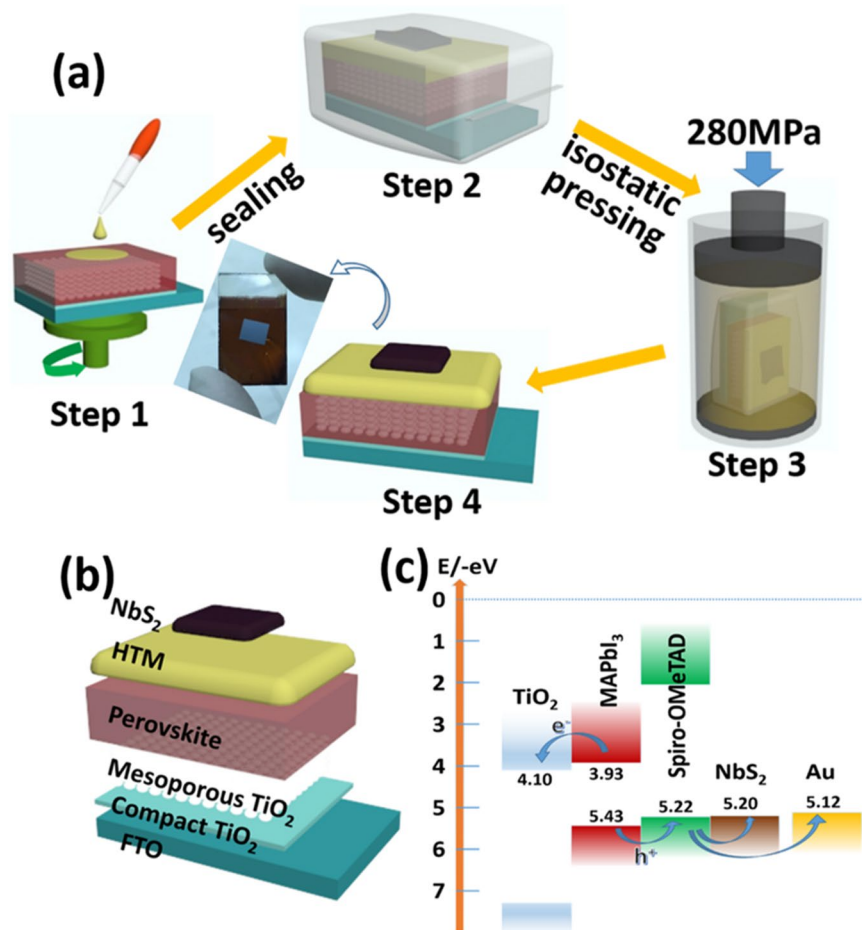 (a)
280MPa
sealing
Step 2
isostatic
pressing
Step 1
Step 4
Step 3
(b)
NbS₂
HTM
Perovskite
Mesoporous TiO₂
Compact TiO₂
FTO
(c)
E/-eV
0
1
2
3
4
5
6
7
TiO₂
MAPbI₃
Spiro-OMeTAD
NbS₂
Au
e⁻
4.10
3.93
5.43
5.22
5.20
5.12
h⁺